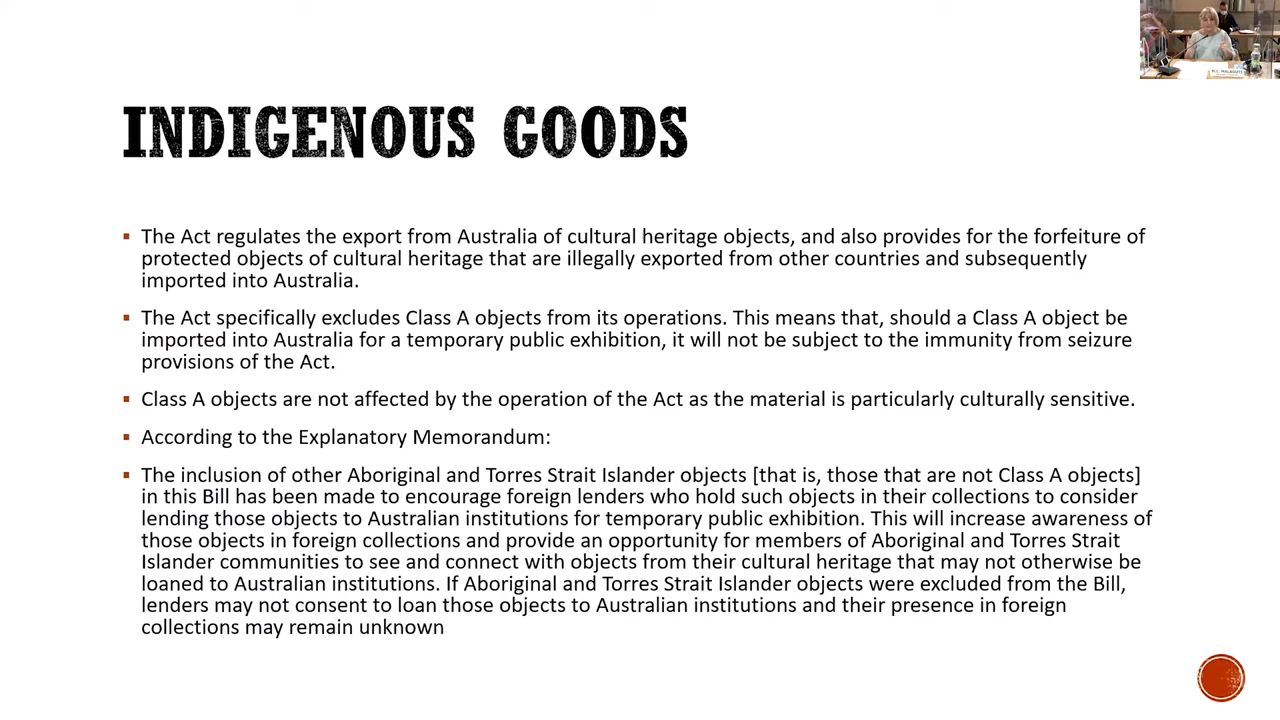 INDIGENOUS GOODS
The Act regulates the export from Australia of cultural heritage objects, and also provides for the forfeiture of
protected objects of cultural heritage that are illegally exported from other countries and subsequently
imported into Australia.
The Act specifically excludes Class A objects from its operations. This means that, should a Class A object be
imported into Australia for a temporary public exhibition, it will not be subject to the immunity from seizure
provisions of the Act.
Class A objects are not affected by the operation of the Act as the material is particularly culturally sensitive.
According to the Explanatory Memorandum:
The inclusion of other Aboriginal and Torres Strait Islander objects [that is, those that are not Class A objects]
in this Bill has been made to encourage foreign lenders who hold such objects in their collections to consider
lending those objects to Australian institutions for temporary public exhibition. This will increase awareness of
those objects in foreign collections and provide an opportunity for members of Aboriginal and Torres Strait
Islander communities to see and connect with objects from their cultural heritage that may not otherwise be
loaned to Australian institutions. If Aboriginal and Torres Strait Islander objects were excluded from the Bill,
lenders may not consent to loan those objects to Australian institutions and their presence in foreign
collections may remain unknown